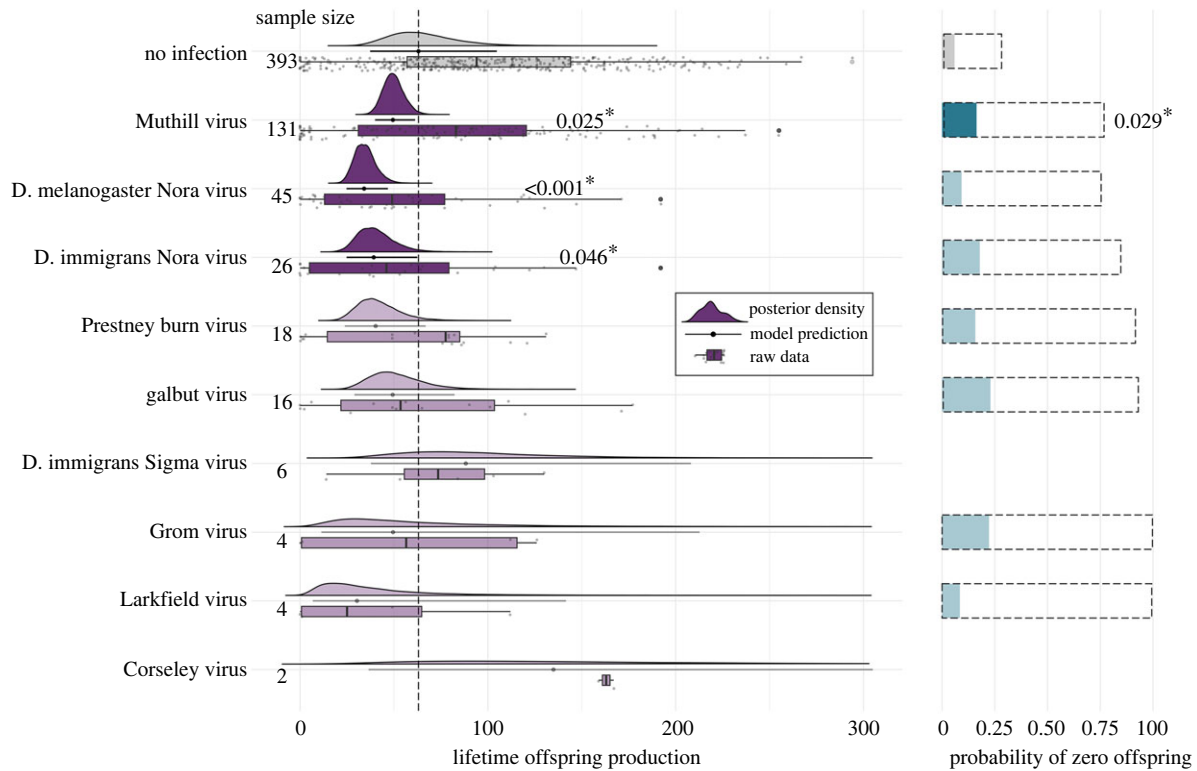 sample size
no infection 393
Muthill virus 131 0.025* 0.029*
D. melanogaster Nora virus 45 <0.001*
D. immigrans Nora virus 26 0.046*
Prestney burn virus 18
galbut virus 16
D. immigrans Sigma virus 6
Grom virus 4
Larkfield virus 4
Corseley virus 2
posterior density
model prediction
raw data
0 100 200 300
lifetime offspring production
0 0.25 0.50 0.75 100
probability of zero offspring